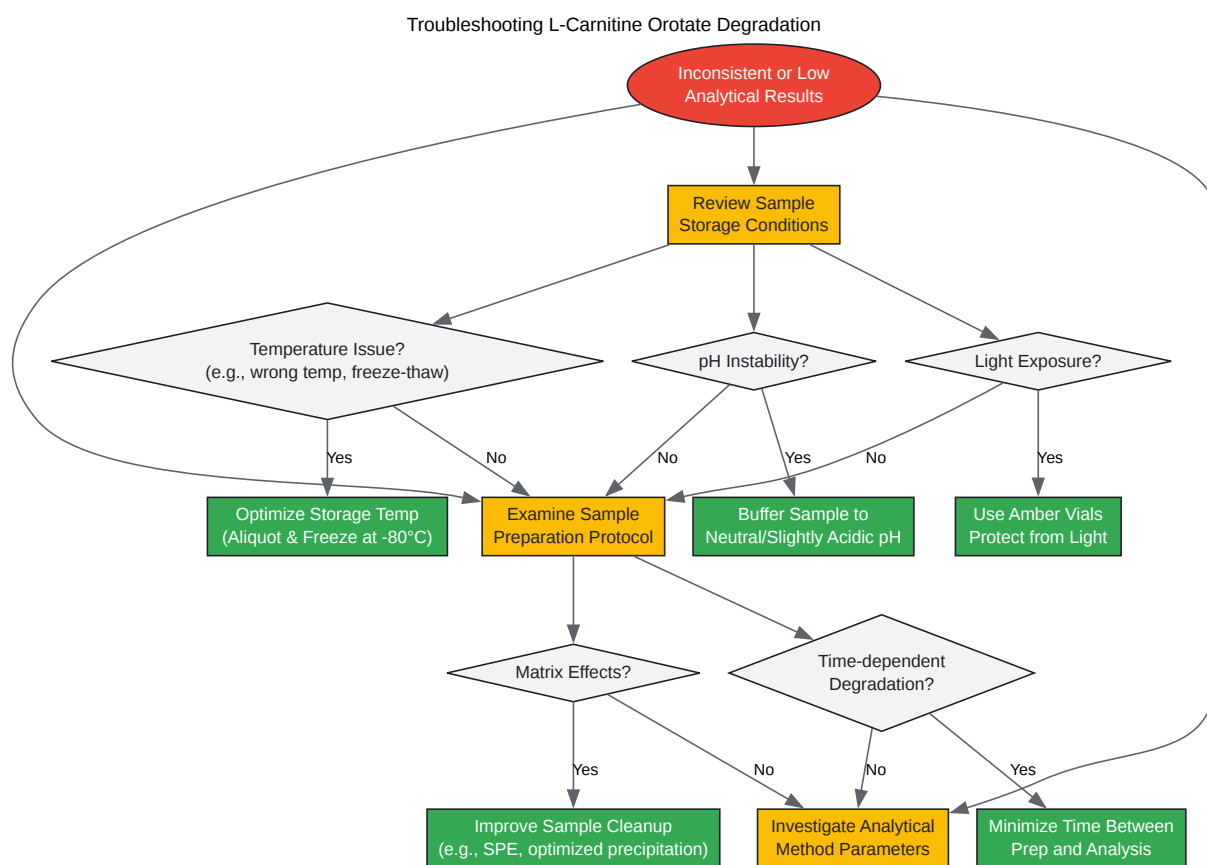 Troubleshooting L-Carnitine Orotate Degradation
Inconsistent or Low
Analytical Results
Review Sample
Storage Conditions
Temperature Issue?
(e.g., wrong temp, freeze-thaw)
pH Instability?
Light Exposure?
Yes
No
No
Yes
No
Yes
Optimize Storage Temp
(Aliquot & Freeze at -80°C)
Examine Sample
Preparation Protocol
Buffer Sample to
Neutral/Slightly Acidic pH
Use Amber Vials
Protect from Light
Matrix Effects?
Time-dependent
Degradation?
Yes
No
No
Yes
Improve Sample Cleanup
(e.g., SPE, optimized precipitation)
Investigate Analytical
Method Parameters
Minimize Time Between
Prep and Analysis